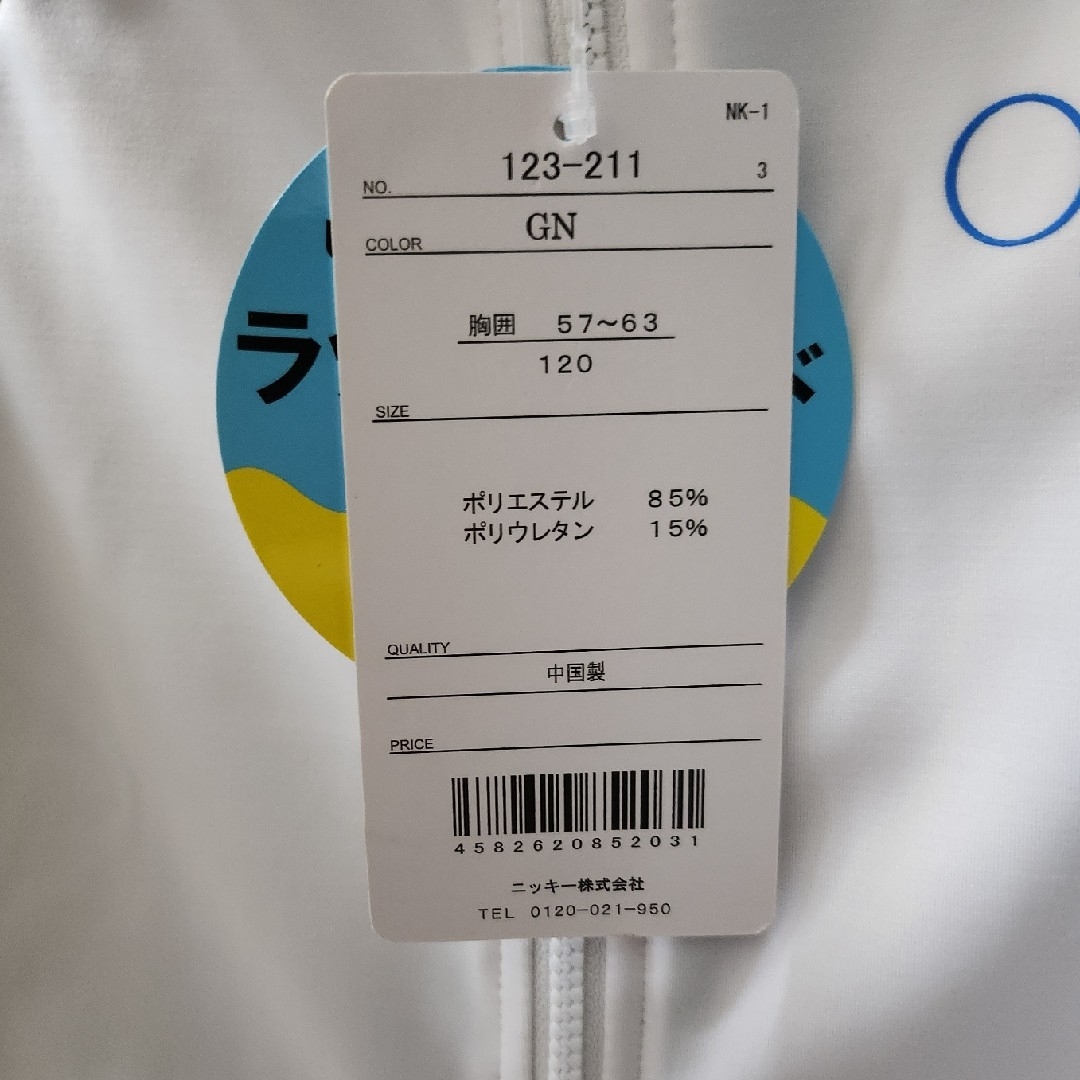 NK-1
NO. 123-211 3
COLOR GN
胸囲 57~63
120
SIZE
ポリエステル 85%
ポリウレタン 15%
QUALITY
中国製
PRICE
4582620852031
ニッキー株式会社
TEL 0120-021-950
ラ